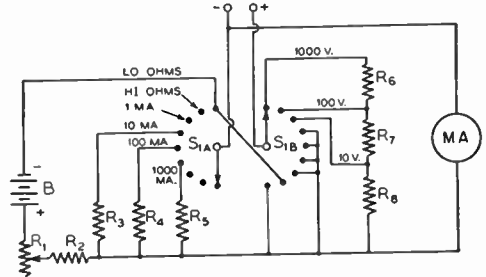 - +
1000 V.
LO OHMS
HI OHMS
1 MA
10 MA
100 MA.
1000 MA.
S1A
S1B
100 V.
10 V.
R6
R7
R8
MA
-
B
+
R1
R2
R3
R4
R5